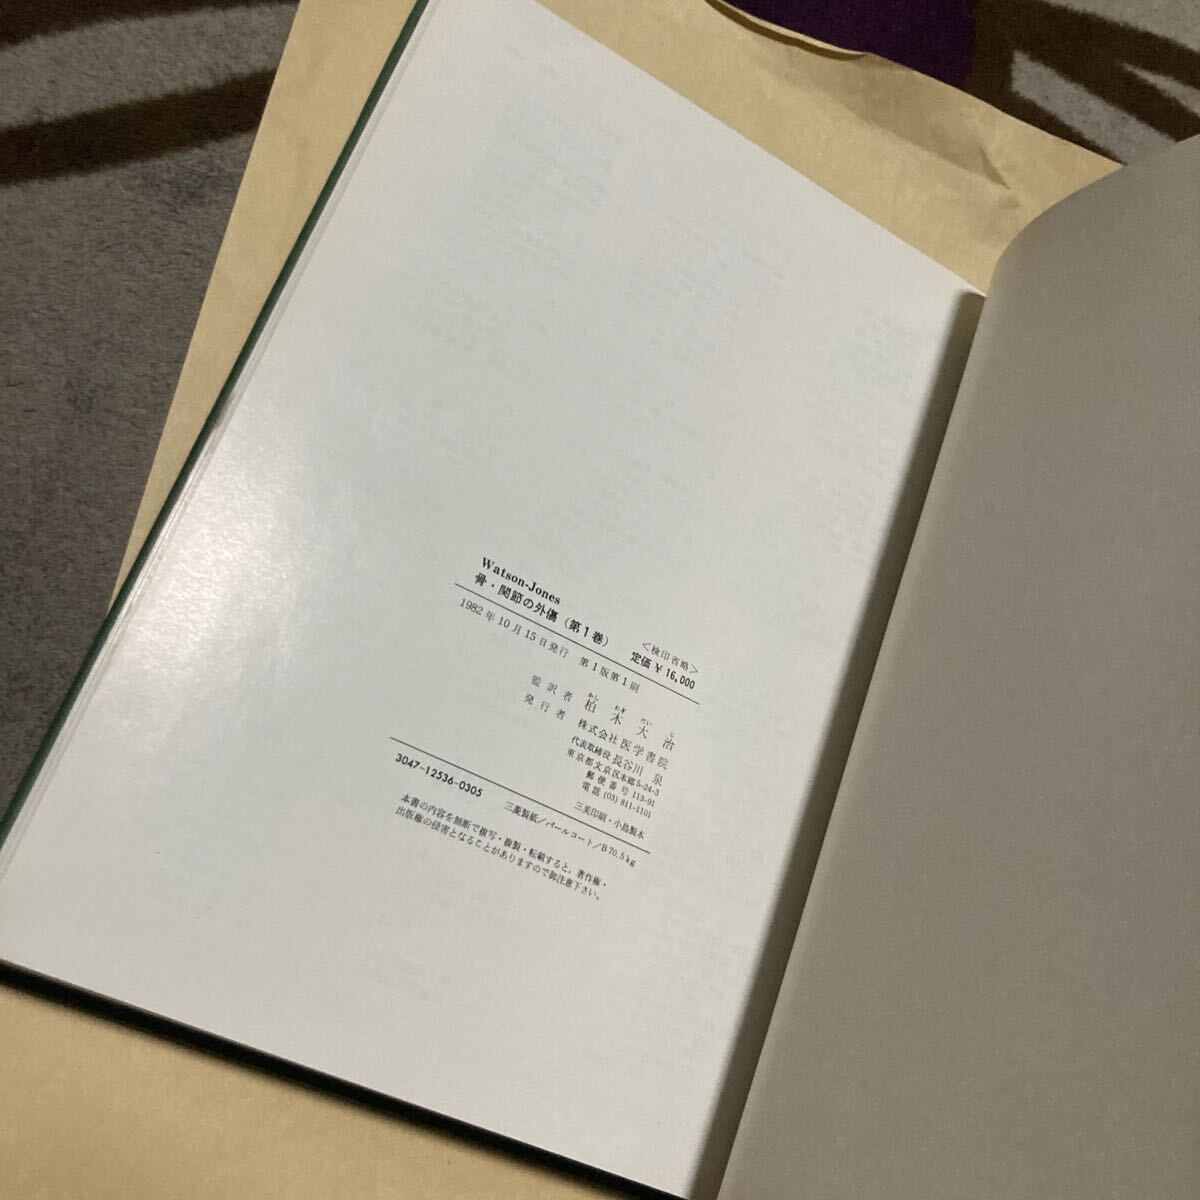 Watson-Jones
骨・関節の外傷(第1巻)
<検印省略>
定価 ¥16,000
1982年10月15日発行 第1版第1刷
監訳者 柏木大治
かしわぎだいじ
発行者 株式会社医学書院
代表取締役 長谷川 泉
東京都文京区本郷5-24-3
郵便番号 113-91
電話 (03) 811-1101
三美印刷・小島製本
3047-12536-0305 三菱製紙/パールコート/B70.5kg
本書の内容を無断で複写・複製・転載すると,著作権・
出版権の侵害となることがありますので御注意下さい。